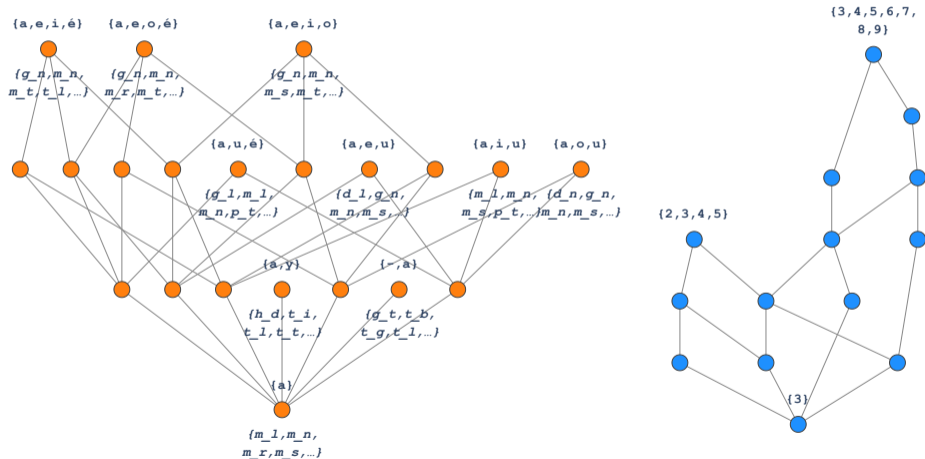 {3,4,5,6,7,
8,9}
{a,e,i,é}
{a,e,o,é}
{a,e,i,o}
{g_n,m_n,
m_t,t_l,…}
{g_n,m_n,
m_r,m_t,…}
{g_n,m_n,
m_s,m_t,…}
{a,u,é}
{a,e,u}
{a,i,u}
{a,o,u}
{g_l,m_l,
m_n,p_t,…}
{d_l,g_n,
m_n,m_s,…}
{m_l,m_n,
m_s,p_t,…}
{d_n,g_n,
m_n,m_s,…}
{2,3,4,5}
{a,y}
{-,a}
{h_d,t_i,
t_l,t_t,…}
{g_t,t_b,
t_g,t_l,…}
{a}
{3}
{m_l,m_n,
m_r,m_s,…}